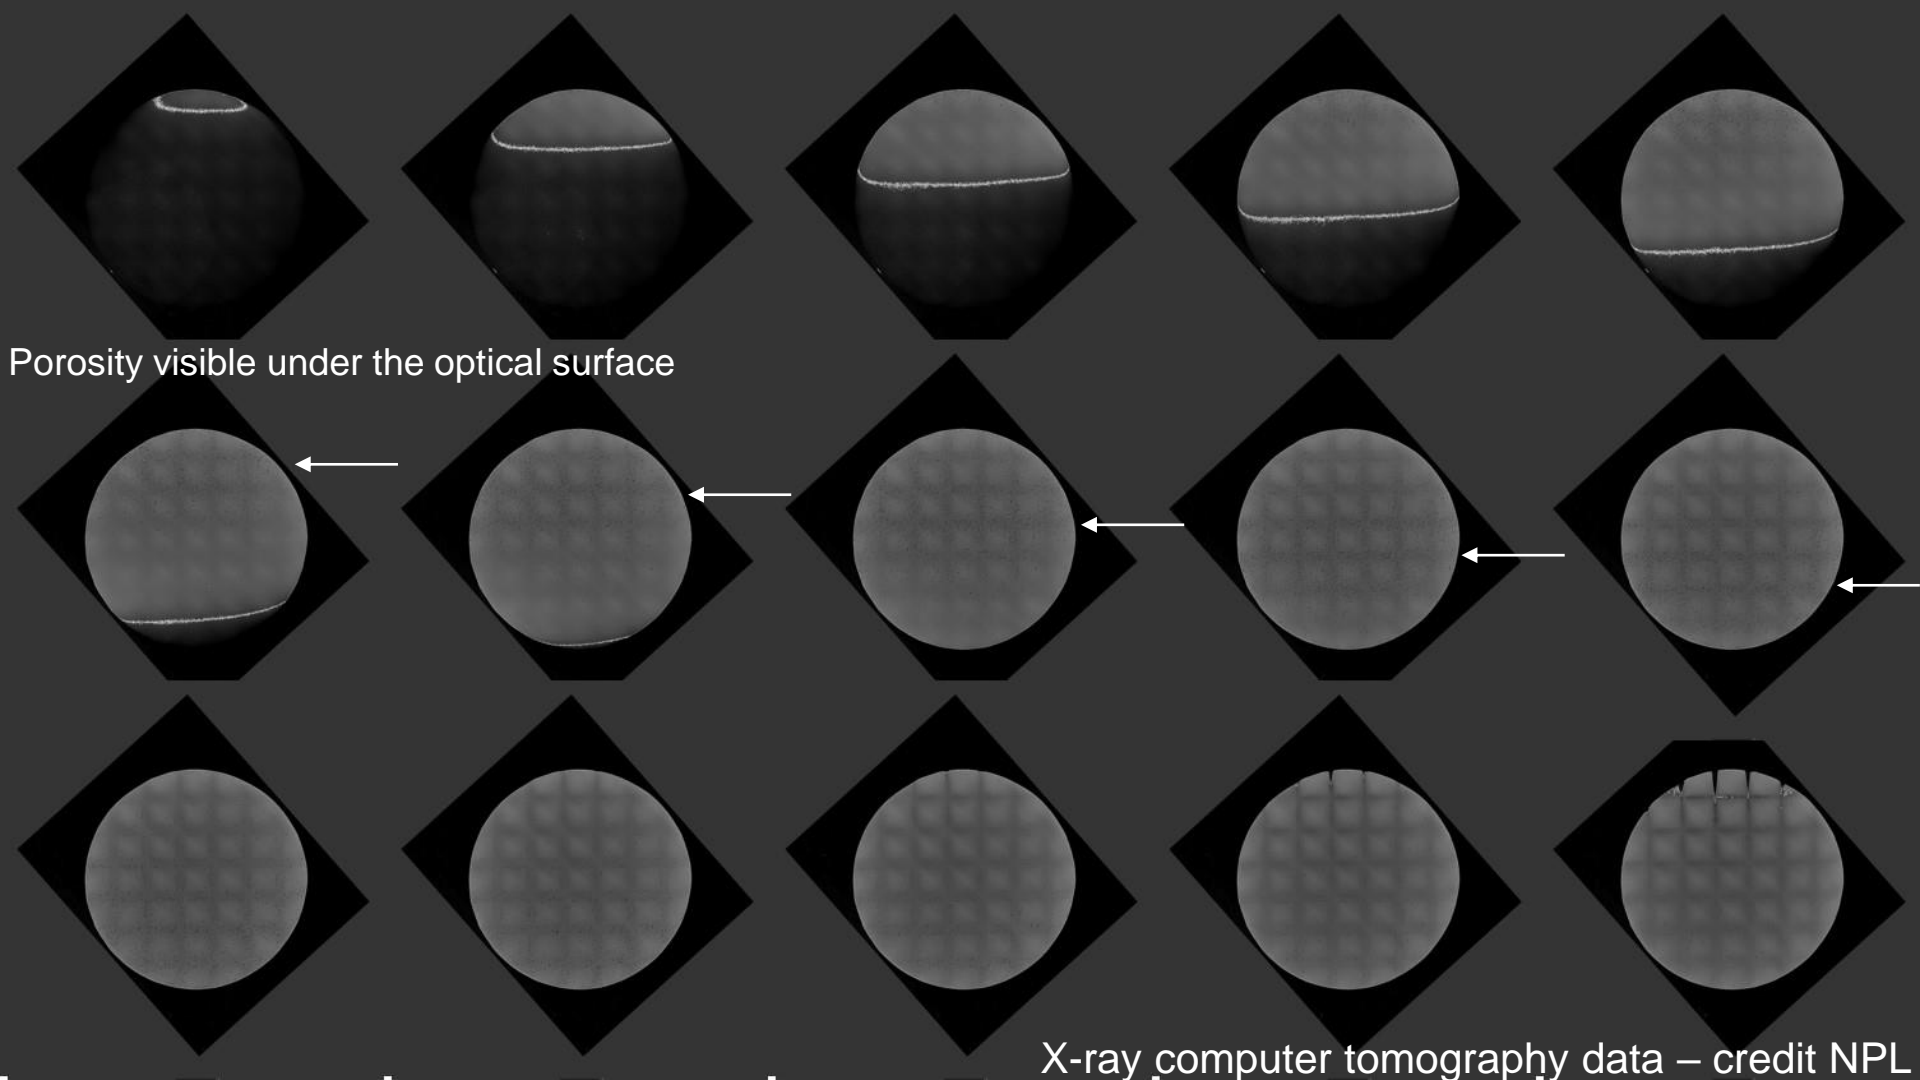 Porosity visible under the optical surface
X-ray computer tomography data – credit NPL